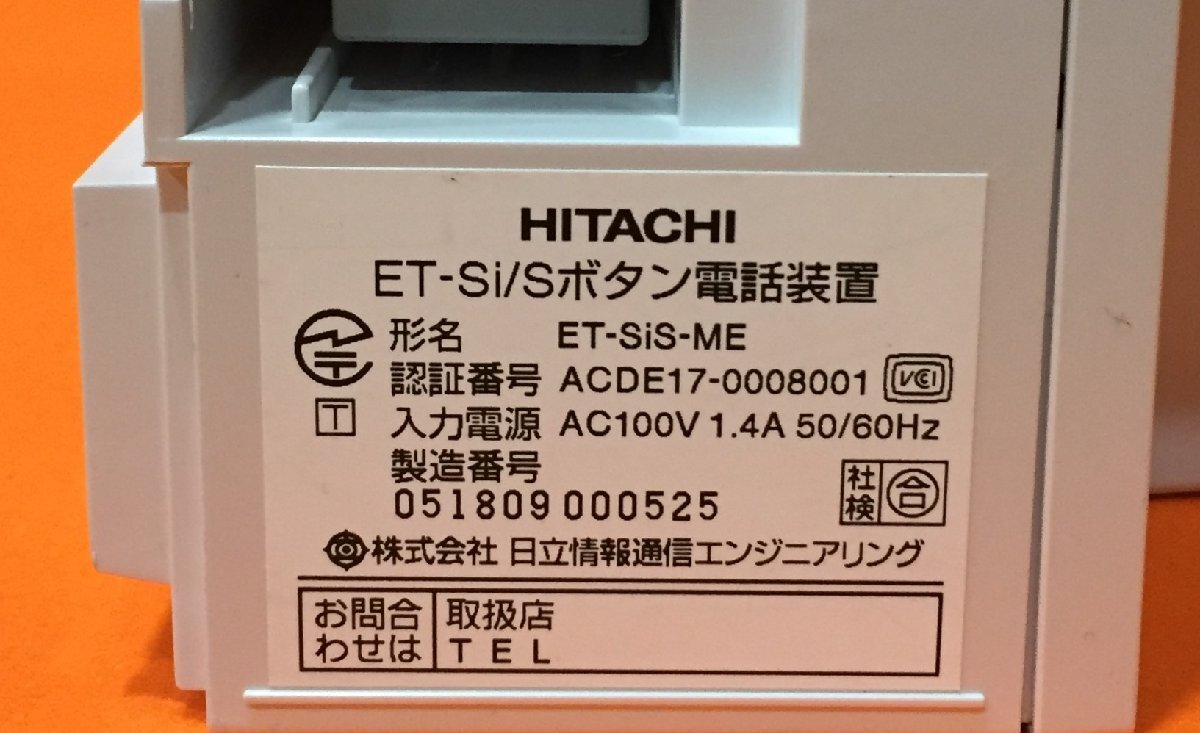 HITACHI
ET-Si/Sボタン電話装置
形名 ET-SiS-ME
認証番号 ACDE17-0008001 VCCI
T 入力電源 AC100V 1.4A 50/60Hz
製造番号
051809 000525
社検 合
株式会社 日立情報通信エンジニアリング
お問合わせは
取扱店
TEL